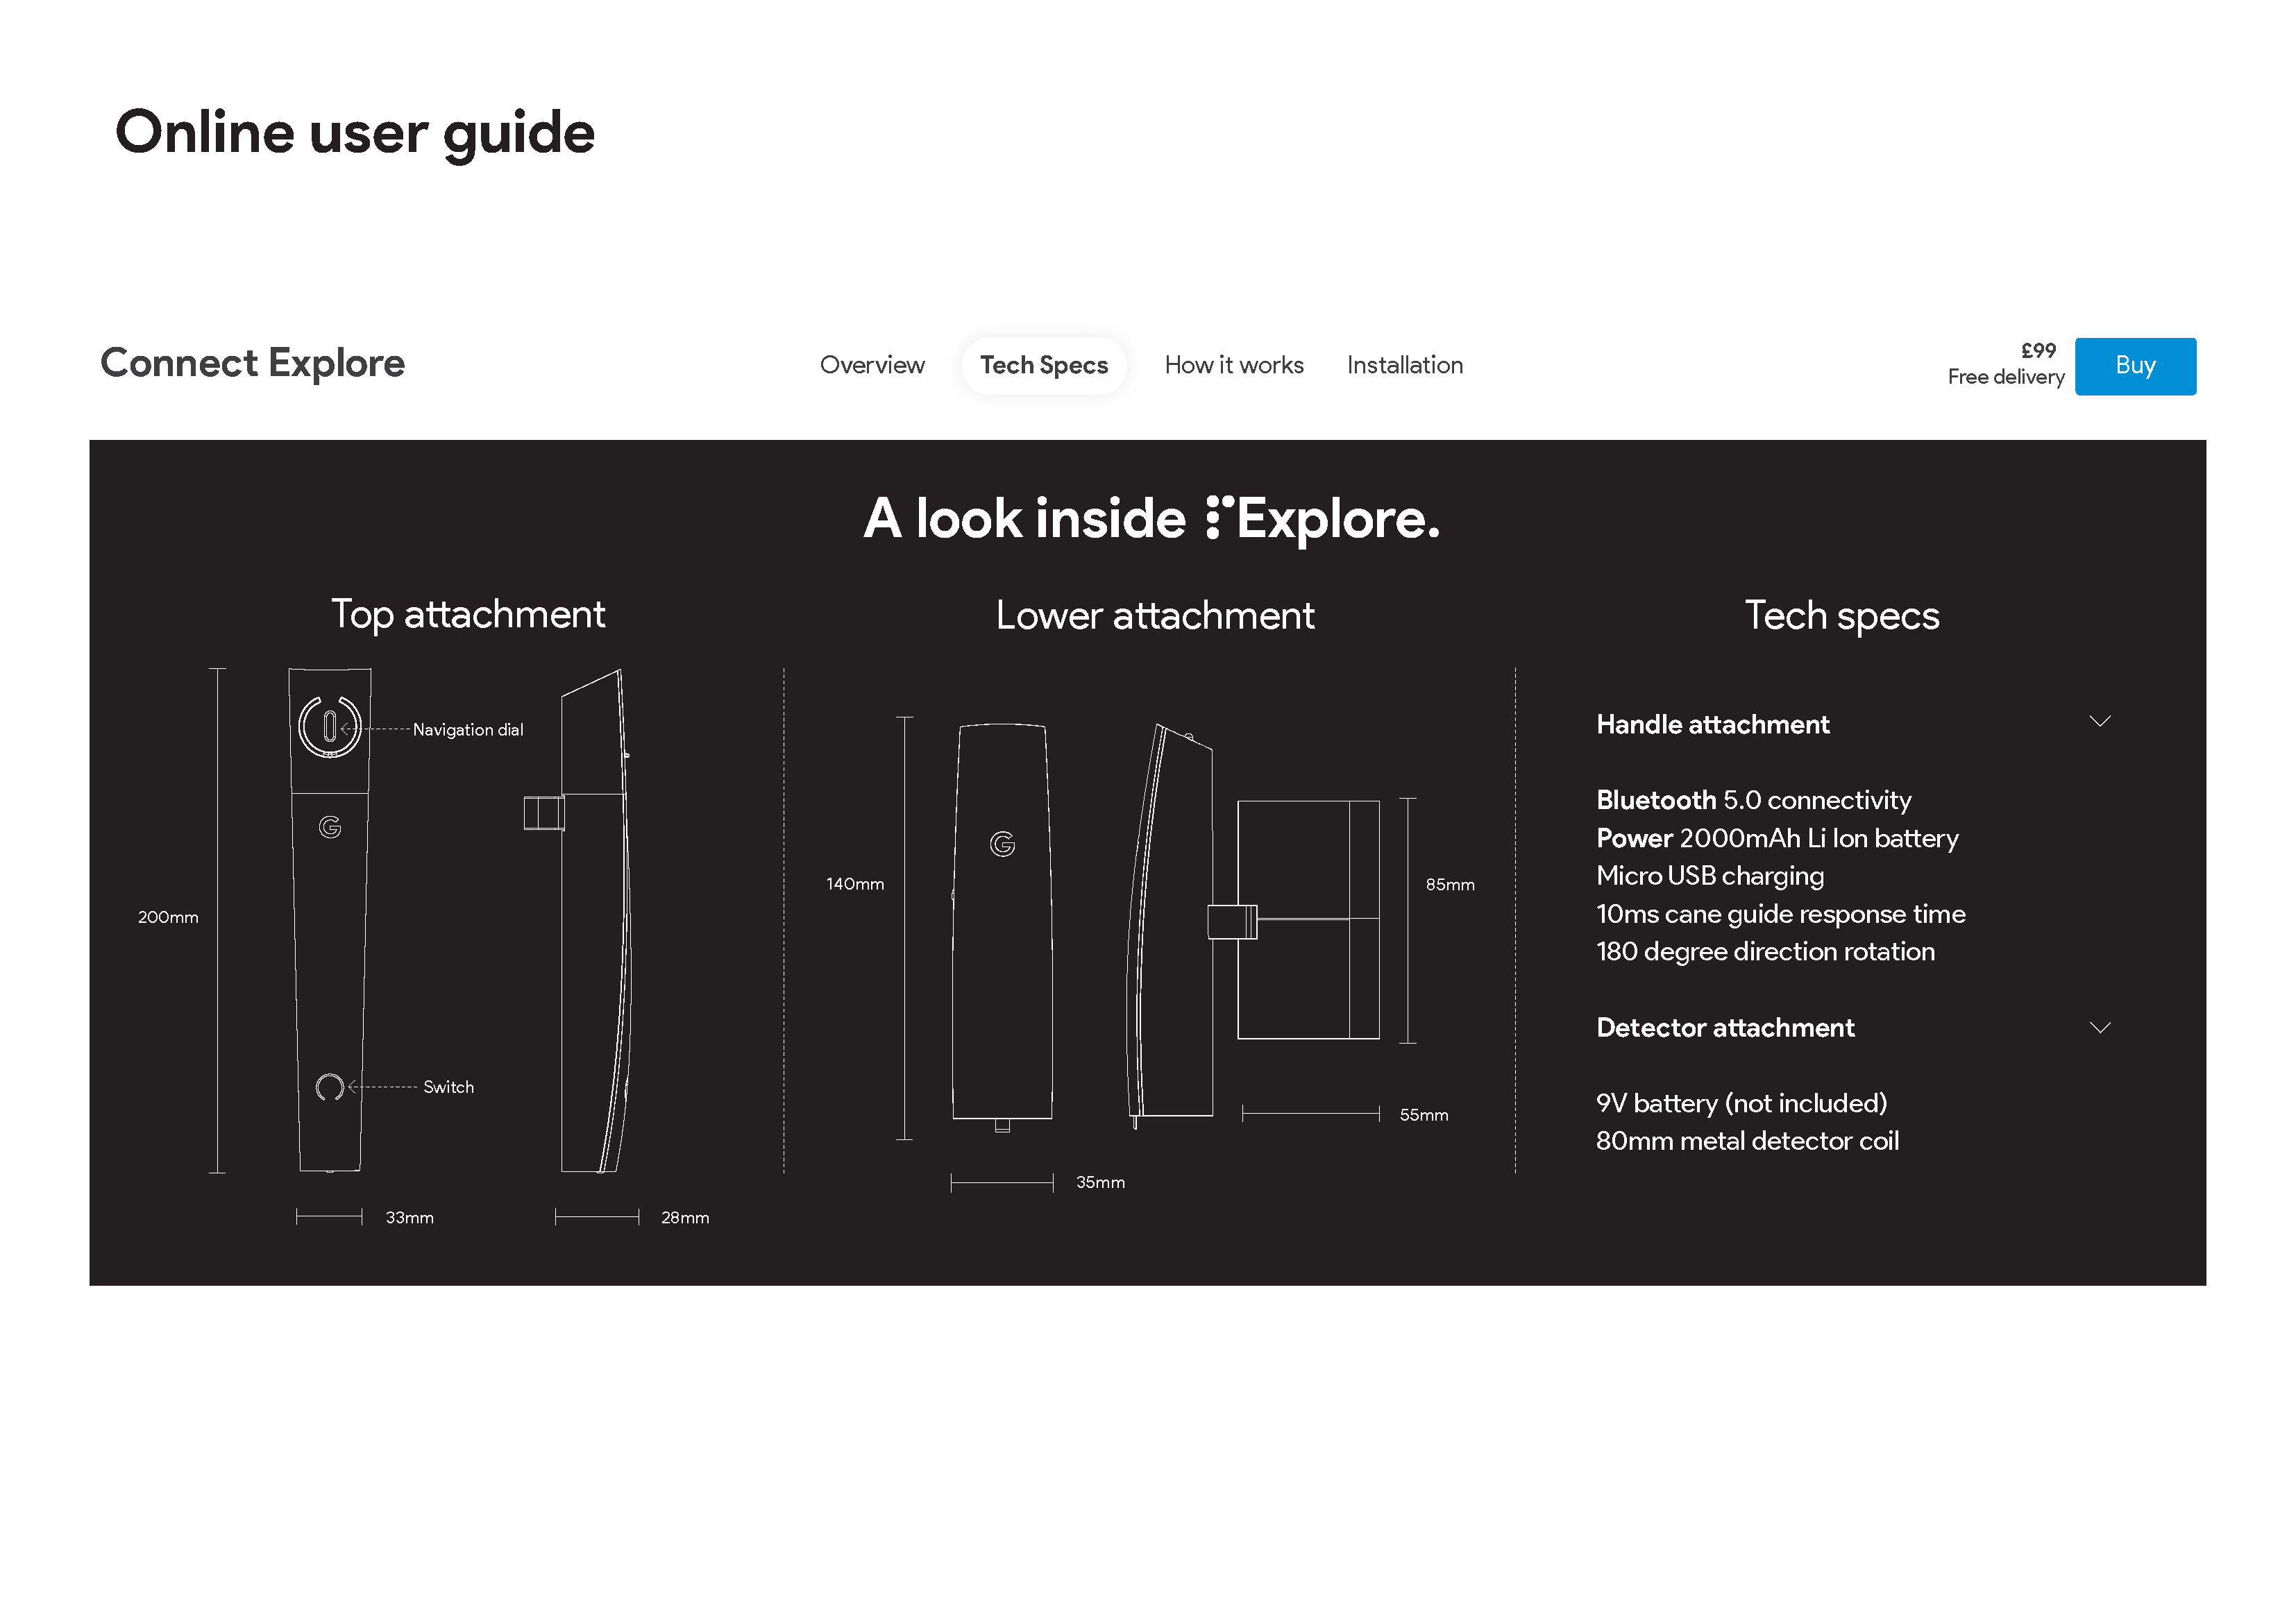 Online user guide
Connect Explore
Overview
Tech Specs
How it works
Installation
£99
Free delivery
Buy
A look inside Explore.
Top attachment
Navigation dial
G
200mm
Switch
33mm
28mm
Lower attachment
G
140mm
85mm
55mm
35mm
Tech specs
Handle attachment
Bluetooth 5.0 connectivity
Power 2000mAh Li Ion battery
Micro USB charging
10ms cane guide response time
180 degree direction rotation
Detector attachment
9V battery (not included)
80mm metal detector coil